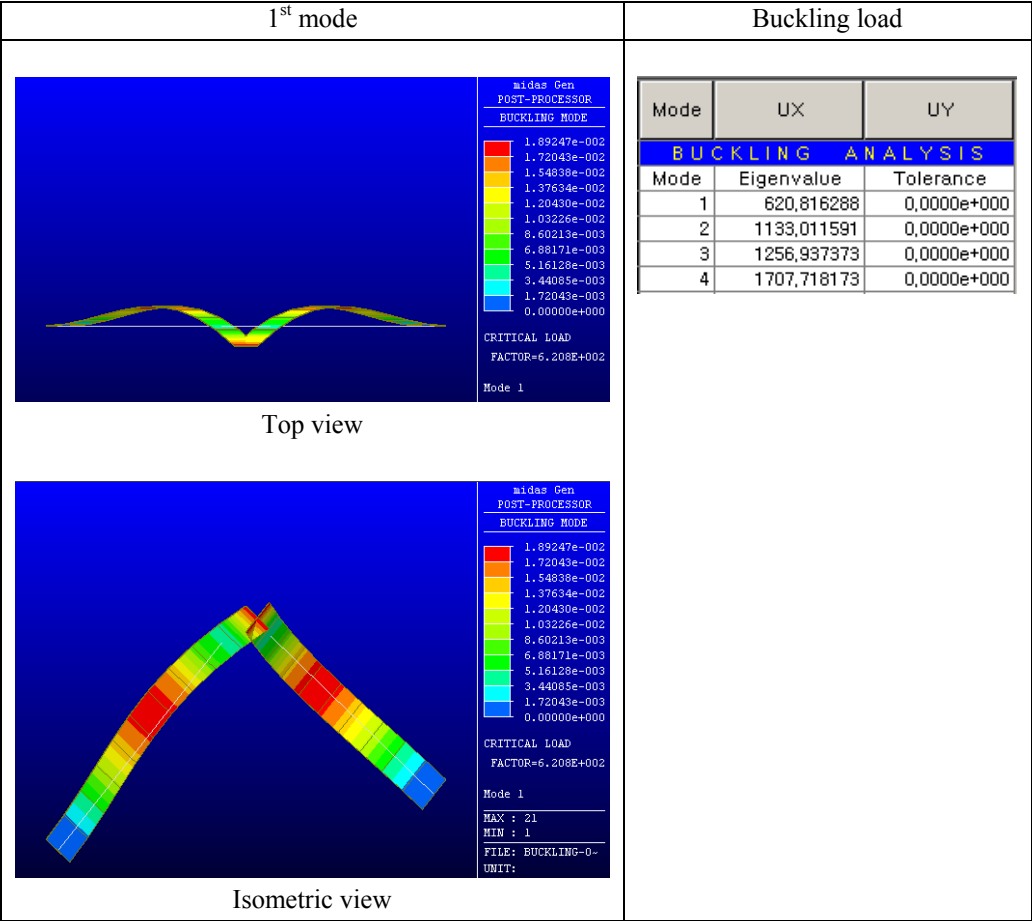 1st mode
Buckling load
midas Gen
POST-PROCESSOR
BUCKLING MODE
1.89247e-002
1.72043e-002
1.54838e-002
1.37634e-002
1.20430e-002
1.03226e-002
8.60213e-003
6.88171e-003
5.16128e-003
3.44085e-003
1.72043e-003
0.00000e+000
CRITICAL LOAD
FACTOR=6.208E+002
Mode 1
Top view
Mode UX UY
BUCKLING ANALYSIS
Mode Eigenvalue Tolerance
1 620,816288 0,0000e+000
2 1133,011591 0,0000e+000
3 1256,937373 0,0000e+000
4 1707,718173 0,0000e+000
midas Gen
POST-PROCESSOR
BUCKLING MODE
1.89247e-002
1.72043e-002
1.54838e-002
1.37634e-002
1.20430e-002
1.03226e-002
8.60213e-003
6.88171e-003
5.16128e-003
3.44085e-003
1.72043e-003
0.00000e+000
CRITICAL LOAD
FACTOR=6.208E+002
Mode 1
MAX : 21
MIN : 1
FILE: BUCKLING-0~
UNIT:
Isometric view